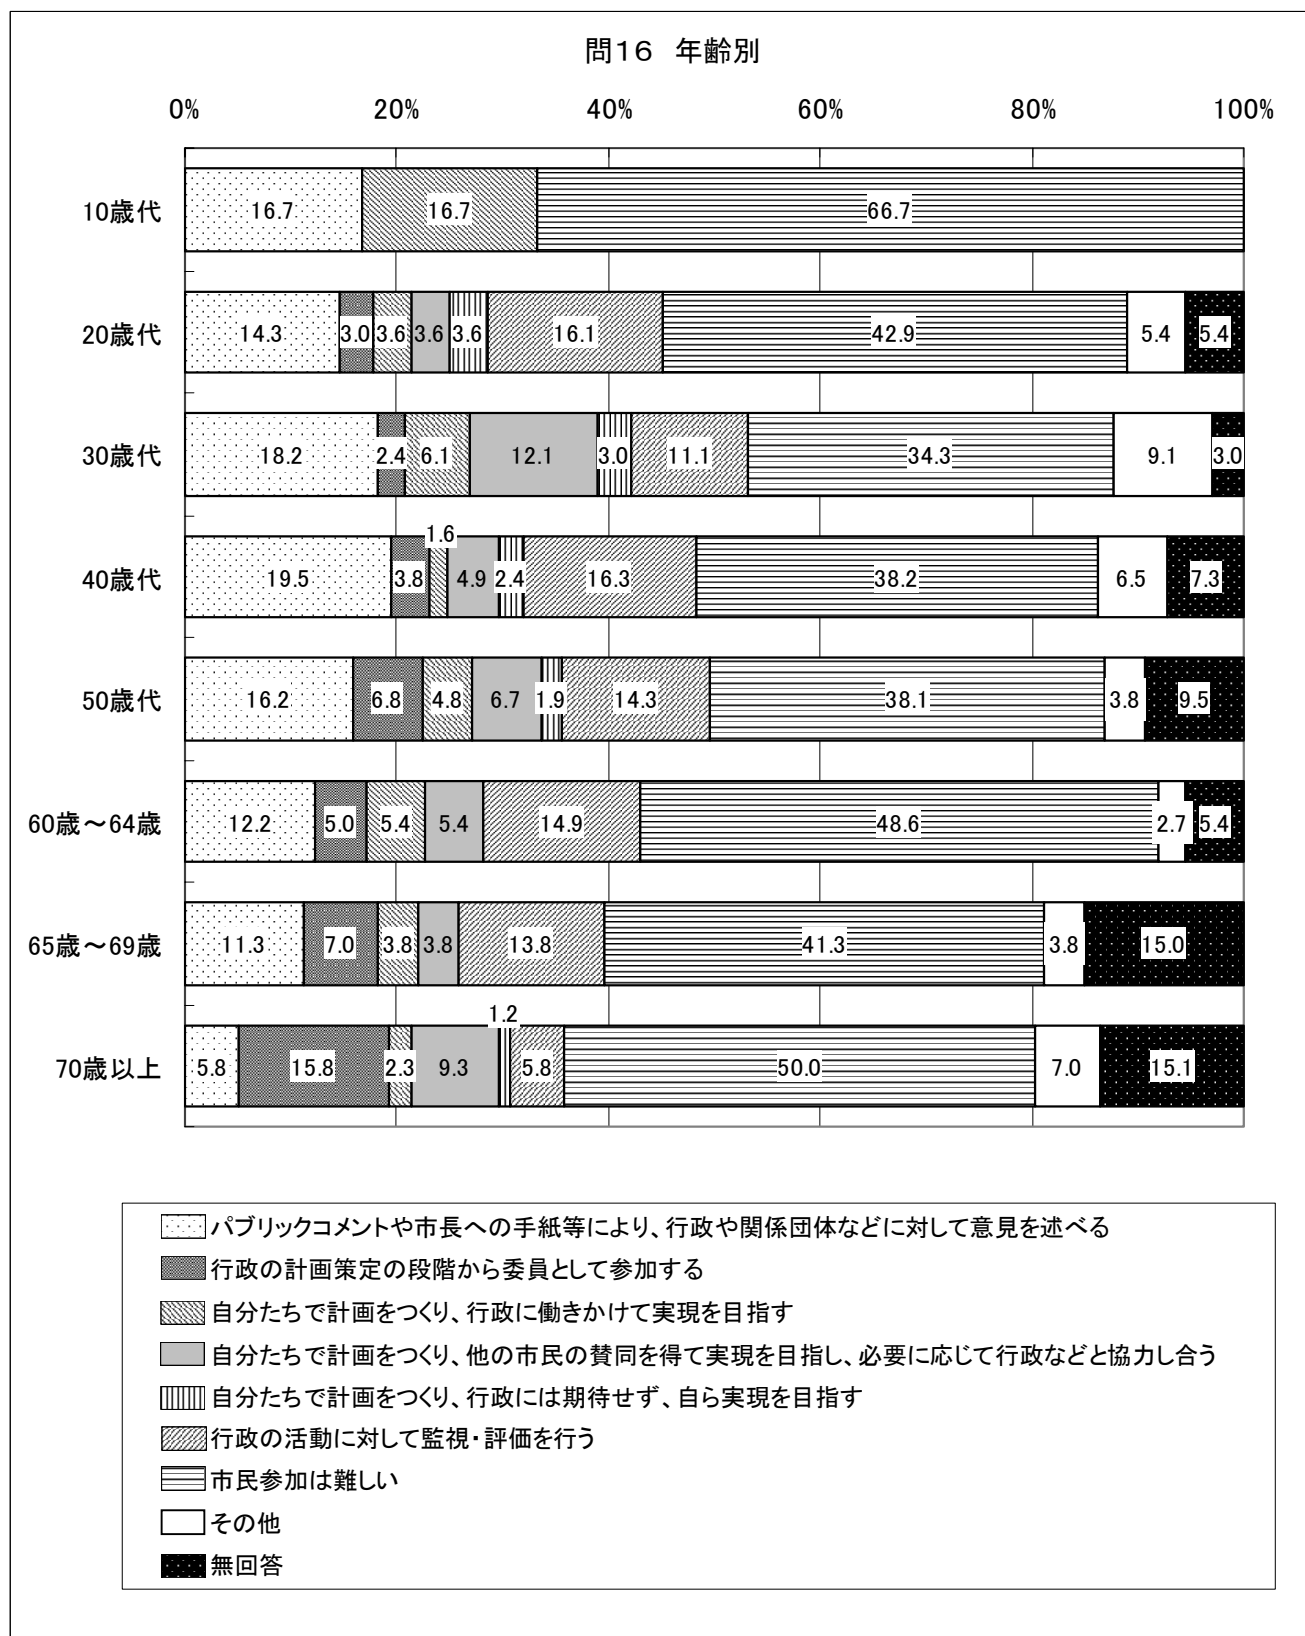 問16 年齢別
0% 20% 40% 60% 80% 100%
10歳代 16.7 16.7 66.7
20歳代 14.3 3.0 3.6 3.6 3.6 16.1 42.9 5.4 5.4
30歳代 18.2 2.4 6.1 12.1 3.0 11.1 34.3 9.1 3.0
1.6
40歳代 19.5 3.8 4.9 2.4 16.3 38.2 6.5 7.3
50歳代 16.2 6.8 4.8 6.7 1.9 14.3 38.1 3.8 9.5
60歳～64歳 12.2 5.0 5.4 5.4 14.9 48.6 2.7 5.4
65歳～69歳 11.3 7.0 3.8 3.8 13.8 41.3 3.8 15.0
1.2
70歳以上 5.8 15.8 2.3 9.3 5.8 50.0 7.0 15.1
パブリックコメントや市長への手紙等により、行政や関係団体などに対して意見を述べる
行政の計画策定の段階から委員として参加する
自分たちで計画をつくり、行政に働きかけて実現を目指す
自分たちで計画をつくり、他の市民の賛同を得て実現を目指し、必要に応じて行政などと協力し合う
自分たちで計画をつくり、行政には期待せず、自ら実現を目指す
行政の活動に対して監視・評価を行う
市民参加は難しい
その他
無回答